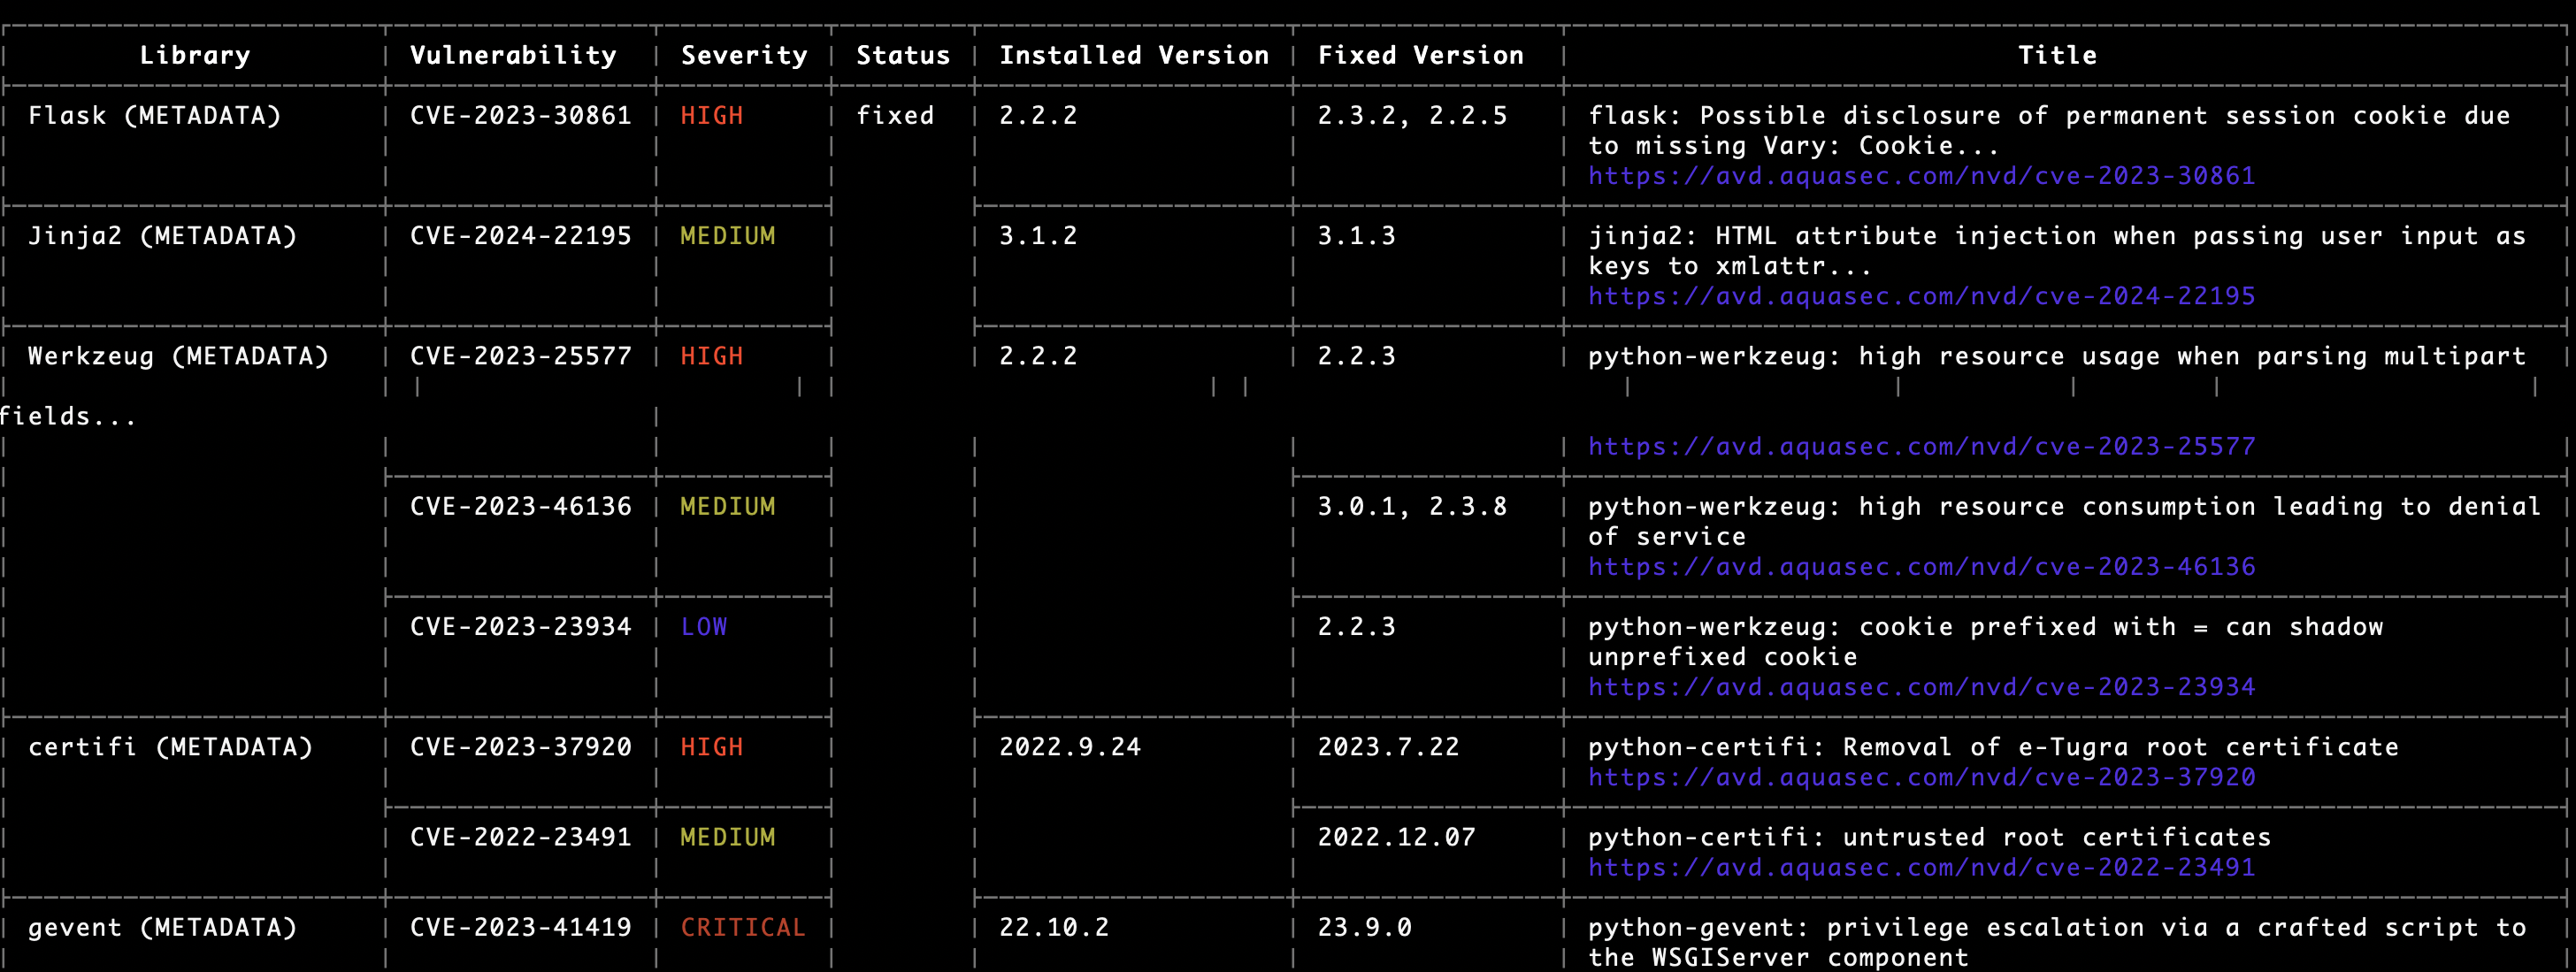 Library Vulnerability Severity Status Installed Version Fixed Version Title
Flask (METADATA) CVE-2023-30861 HIGH fixed 2.2.2 2.3.2, 2.2.5 flask: Possible disclosure of permanent session cookie due
to missing Vary: Cookie...
https://avd.aquasec.com/nvd/cve-2023-30861
Jinja2 (METADATA) CVE-2024-22195 MEDIUM 3.1.2 3.1.3 jinja2: HTML attribute injection when passing user input as
keys to xmlattr...
https://avd.aquasec.com/nvd/cve-2024-22195
Werkzeug (METADATA) CVE-2023-25577 HIGH 2.2.2 2.2.3 python-werkzeug: high resource usage when parsing multipart
fields...
https://avd.aquasec.com/nvd/cve-2023-25577
CVE-2023-46136 MEDIUM 3.0.1, 2.3.8 python-werkzeug: high resource consumption leading to denial
of service
https://avd.aquasec.com/nvd/cve-2023-46136
CVE-2023-23934 LOW 2.2.3 python-werkzeug: cookie prefixed with = can shadow
unprefixed cookie
https://avd.aquasec.com/nvd/cve-2023-23934
certifi (METADATA) CVE-2023-37920 HIGH 2022.9.24 2023.7.22 python-certifi: Removal of e-Tugra root certificate
https://avd.aquasec.com/nvd/cve-2023-37920
CVE-2022-23491 MEDIUM 2022.12.07 python-certifi: untrusted root certificates
https://avd.aquasec.com/nvd/cve-2022-23491
gevent (METADATA) CVE-2023-41419 CRITICAL 22.10.2 23.9.0 python-gevent: privilege escalation via a crafted script to
the WSGIServer component